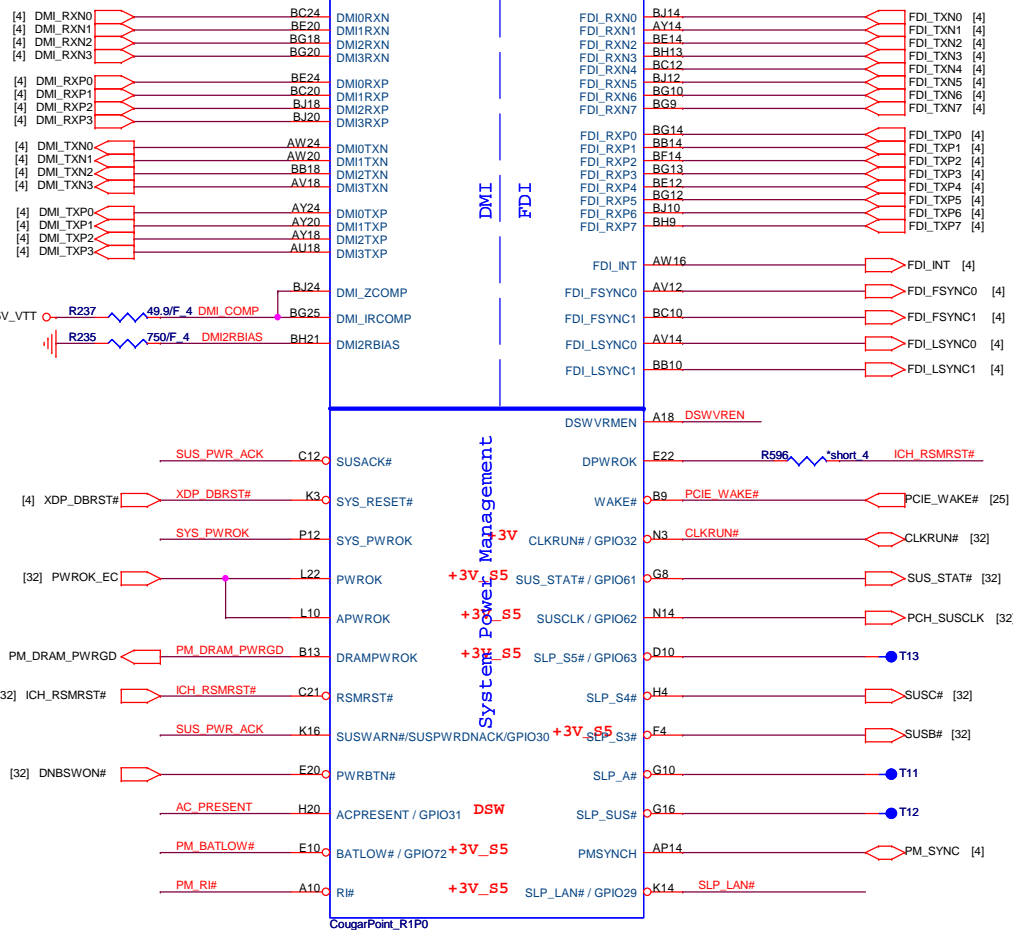 [4] DMI_RXN0 BC24 DMI0RXN FDI_RXN0 BJ14 FDI_TXN0 [4]
[4] DMI_RXN1 BE20 DMI1RXN FDI_RXN1 AY14 FDI_TXN1 [4]
[4] DMI_RXN2 BG18 DMI2RXN FDI_RXN2 BE14 FDI_TXN2 [4]
[4] DMI_RXN3 BG20 DMI3RXN FDI_RXN3 BH13 FDI_TXN3 [4]
FDI_RXN4 BC12 FDI_TXN4 [4]
[4] DMI_RXP0 BE24 DMI0RXP FDI_RXN5 BJ12 FDI_TXN5 [4]
[4] DMI_RXP1 BC20 DMI1RXP FDI_RXN6 BG10 FDI_TXN6 [4]
[4] DMI_RXP2 BJ18 DMI2RXP FDI_RXN7 BG9 FDI_TXN7 [4]
[4] DMI_RXP3 BJ20 DMI3RXP
FDI_RXP0 BG14 FDI_TXP0 [4]
[4] DMI_TXN0 AW24 DMI0TXN FDI_RXP1 BB14 FDI_TXP1 [4]
[4] DMI_TXN1 AW20 DMI1TXN FDI_RXP2 BF14 FDI_TXP2 [4]
[4] DMI_TXN2 BB18 DMI2TXN FDI_RXP3 BG13 FDI_TXP3 [4]
[4] DMI_TXN3 AV18 DMI3TXN FDI_RXP4 BE12 FDI_TXP4 [4]
FDI_RXP5 BG12 FDI_TXP5 [4]
[4] DMI_TXP0 AY24 DMI0TXP FDI_RXP6 BJ10 FDI_TXP6 [4]
[4] DMI_TXP1 AY20 DMI1TXP FDI_RXP7 BH9 FDI_TXP7 [4]
[4] DMI_TXP2 AY18 DMI2TXP
[4] DMI_TXP3 AU18 DMI3TXP
DMI
FDI
FDI_INT AW16 FDI_INT [4]
BJ24 DMI_ZCOMP FDI_FSYNC0 AV12 FDI_FSYNC0 [4]
V_VTT R237 49.9/F_4 DMI_COMP BG25 DMI_IRCOMP FDI_FSYNC1 BC10 FDI_FSYNC1 [4]
R235 750/F_4 DMI2RBIAS BH21 DMI2RBIAS FDI_LSYNC0 AV14 FDI_LSYNC0 [4]
FDI_LSYNC1 BB10 FDI_LSYNC1 [4]
DSWVRMEN A18 DSWVREN
System Power Management
SUS_PWR_ACK C12 SUSACK# DPWROK E22 R596 *short_4 ICH_RSMRST#
[4] XDP_DBRST# XDP_DBRST# K3 SYS_RESET# WAKE# B9 PCIE_WAKE# PCIE_WAKE# [25]
SYS_PWROK P12 SYS_PWROK +3V CLKRUN# / GPIO32 N3 CLKRUN# CLKRUN# [32]
[32] PWROK_EC L22 PWROK +3V_S5 SUS_STAT# / GPIO61 G8 SUS_STAT# [32]
L10 APWROK +3V_S5 SUSCLK / GPIO62 N14 PCH_SUSCLK [32]
PM_DRAM_PWRGD PM_DRAM_PWRGD B13 DRAMPWROK +3V_S5 SLP_S5# / GPIO63 D10 T13
32] ICH_RSMRST# ICH_RSMRST# C21 RSMRST# SLP_S4# H4 SUSC# [32]
SUS_PWR_ACK K16 SUSWARN#/SUSPWRDNACK/GPIO30 +3V_S5 SLP_S3# F4 SUSB# [32]
[32] DNBSWON# E20 PWRBTN# SLP_A# G10 T11
AC_PRESENT H20 ACPRESENT / GPIO31 DSW SLP_SUS# G16 T12
PM_BATLOW# E10 BATLOW# / GPIO72 +3V_S5 PMSYNCH AP14 PM_SYNC [4]
PM_RI# A10 RI# +3V_S5 SLP_LAN# / GPIO29 K14 SLP_LAN#
CougarPoint_R1P0